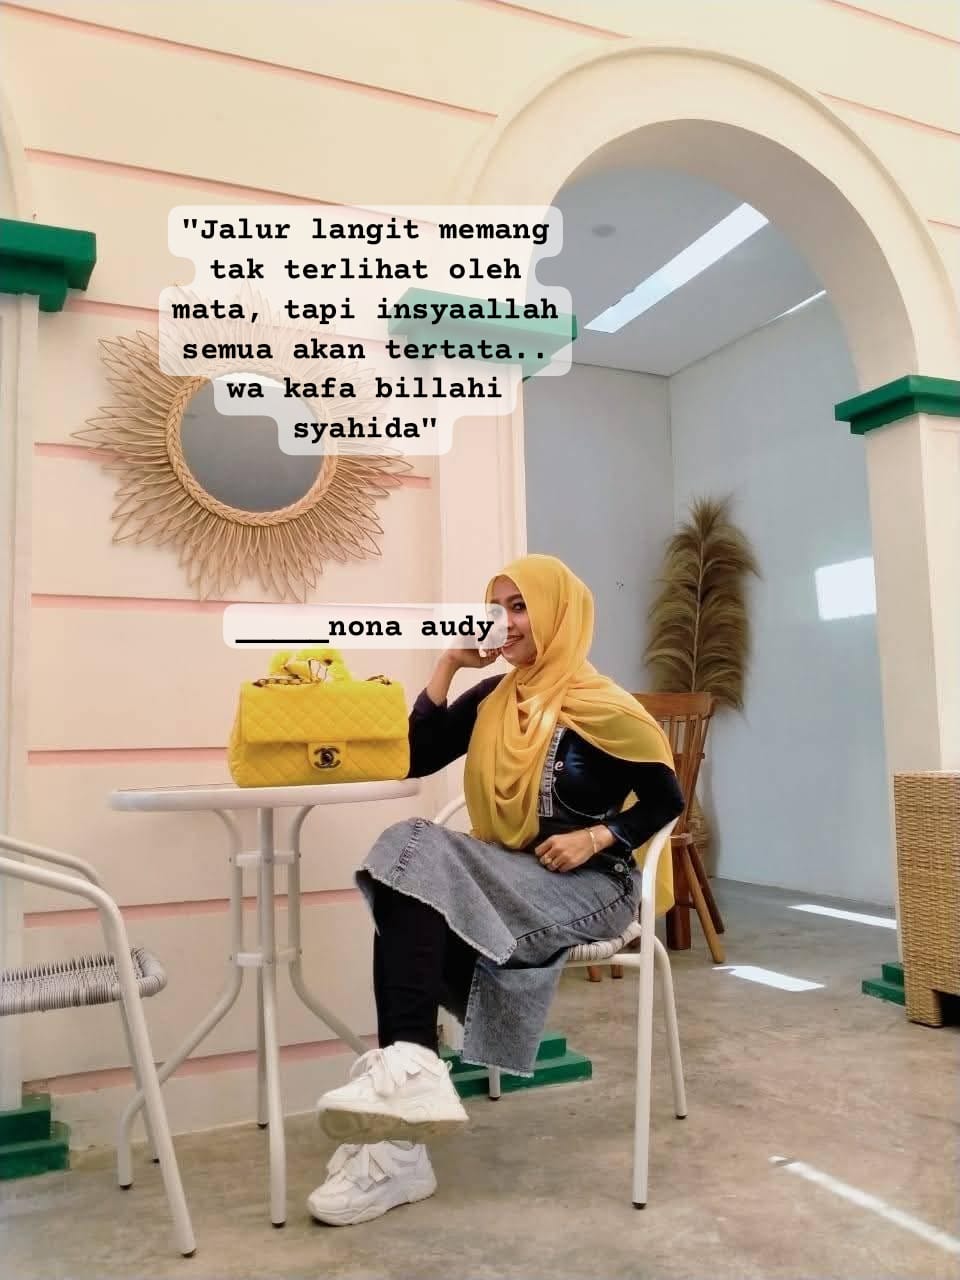 "Jalur langit memang
tak terlihat oleh
mata, tapi insyaallah
semua akan tertata..
wa kafa billahi
syahida"
_____nona audy
e